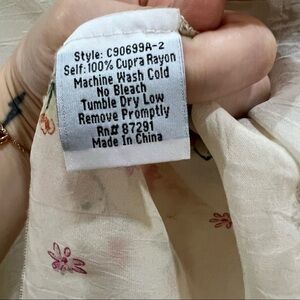 Style: C90699A-2
Self:100% Cupra Rayon
Machine Wash Cold
No Bleach
Tumble Dry Low
Remove Promptly
Rn# 87291
Made In China